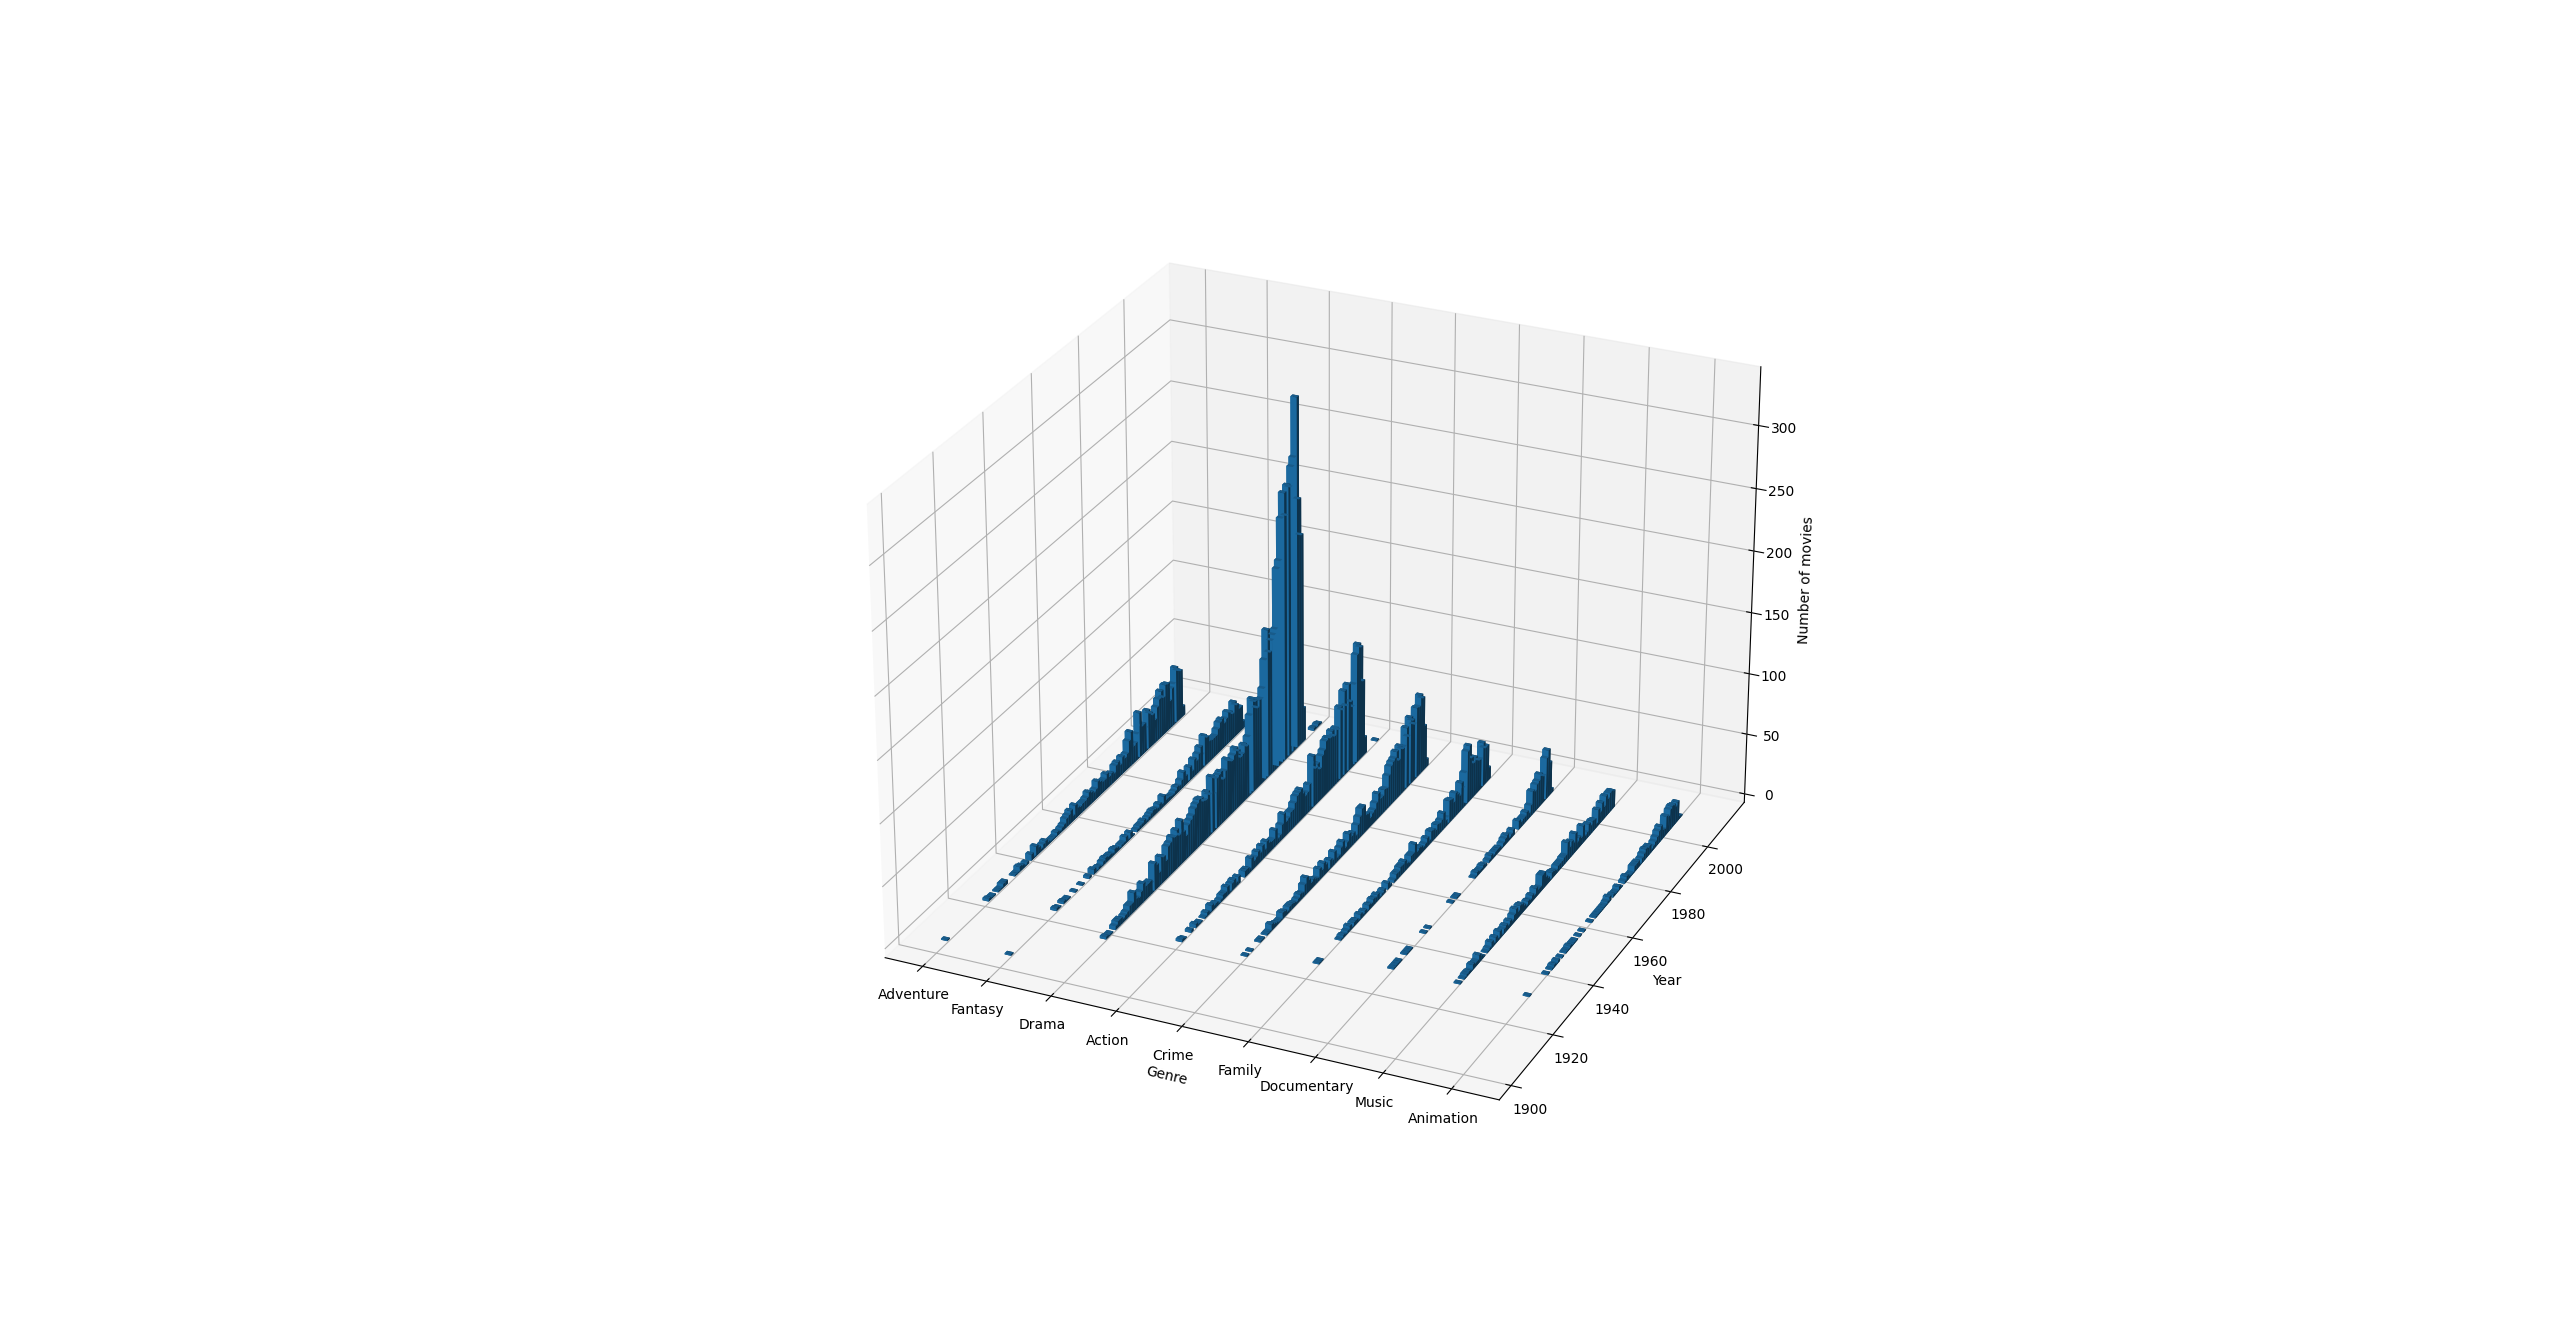 300
250
200
150
100
50
0
Number of movies
2000
1980
1960
1940
1920
1900
Year
Adventure
Fantasy
Drama
Action
Crime
Family
Documentary
Music
Animation
Genre